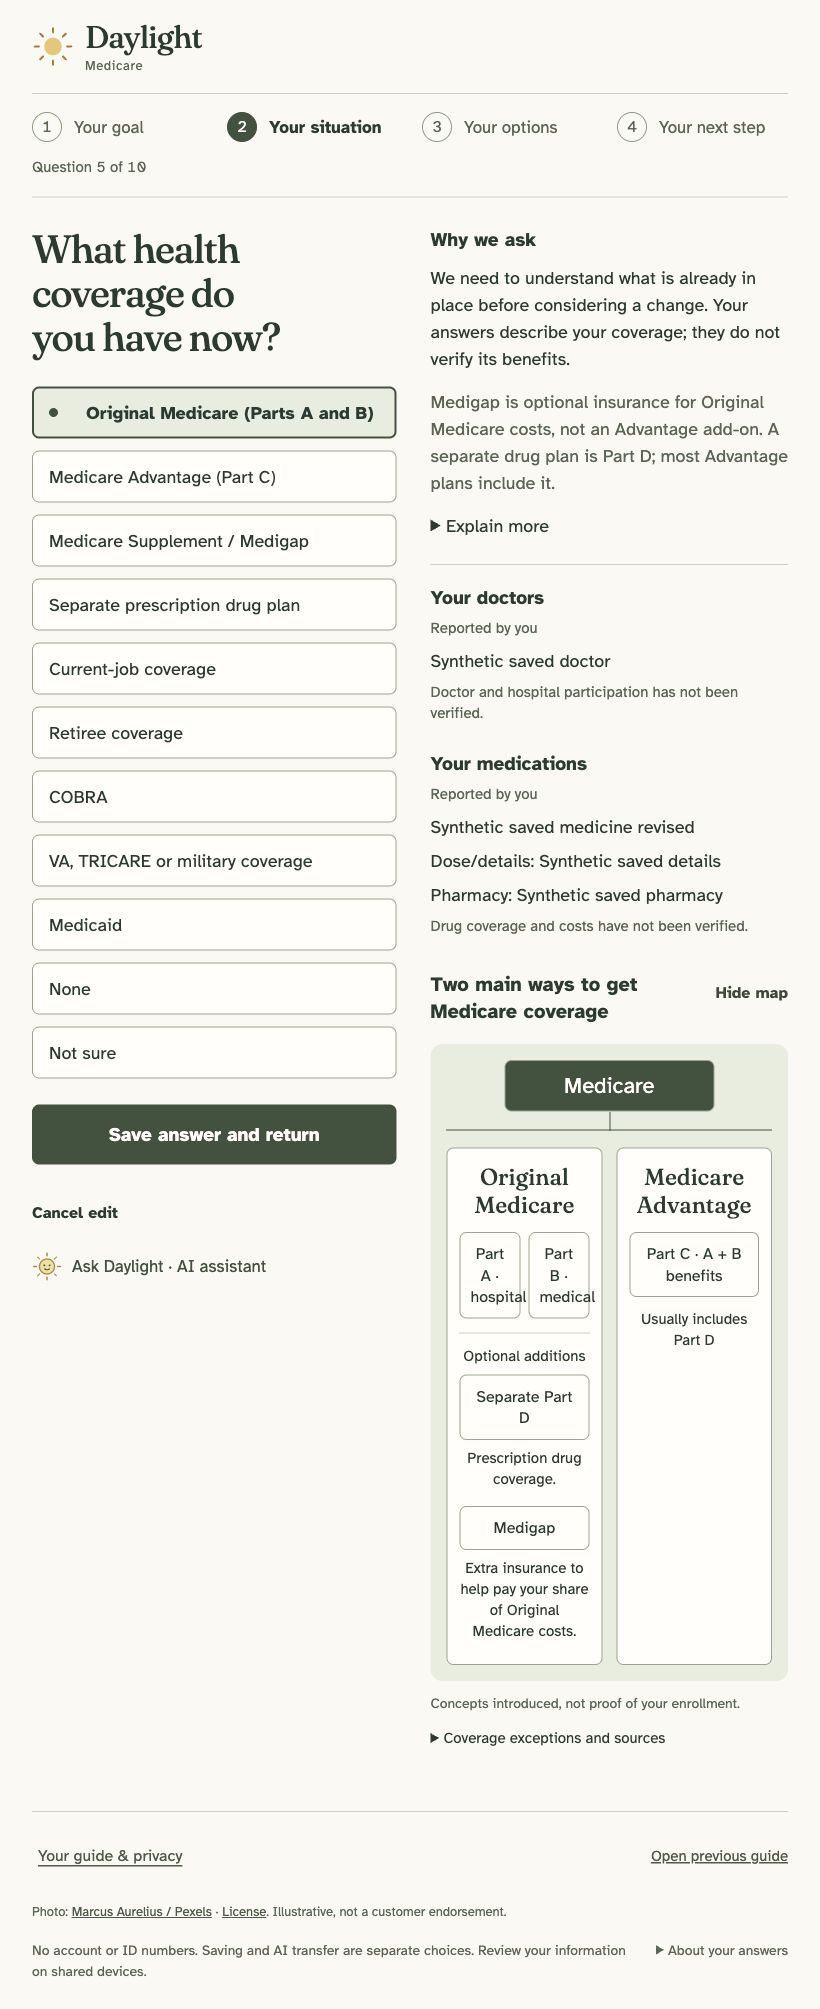 Daylight
Medicare
1 Your goal
2 Your situation
3 Your options
4 Your next step
Question 5 of 10
What health
coverage do
you have now?
Original Medicare (Parts A and B)
Medicare Advantage (Part C)
Medicare Supplement / Medigap
Separate prescription drug plan
Current-job coverage
Retiree coverage
COBRA
VA, TRICARE or military coverage
Medicaid
None
Not sure
Save answer and return
Cancel edit
Ask Daylight · AI assistant
Why we ask
We need to understand what is already in
place before considering a change. Your
answers describe your coverage; they do not
verify its benefits.
Medigap is optional insurance for Original
Medicare costs, not an Advantage add-on. A
separate drug plan is Part D; most Advantage
plans include it.
Explain more
Your doctors
Reported by you
Synthetic saved doctor
Doctor and hospital participation has not been
verified.
Your medications
Reported by you
Synthetic saved medicine revised
Dose/details: Synthetic saved details
Pharmacy: Synthetic saved pharmacy
Drug coverage and costs have not been verified.
Two main ways to get
Medicare coverage
Hide map
Medicare
Original
Medicare
Part
A ·
hospital
Part
B ·
medical
Optional additions
Separate Part
D
Prescription drug
coverage.
Medigap
Extra insurance to
help pay your share
of Original
Medicare costs.
Medicare
Advantage
Part C · A + B
benefits
Usually includes
Part D
Concepts introduced, not proof of your enrollment.
Coverage exceptions and sources
Your guide & privacy
Open previous guide
Photo: Marcus Aurelius / Pexels · License. Illustrative, not a customer endorsement.
No account or ID numbers. Saving and AI transfer are separate choices. Review your information
on shared devices.
About your answers